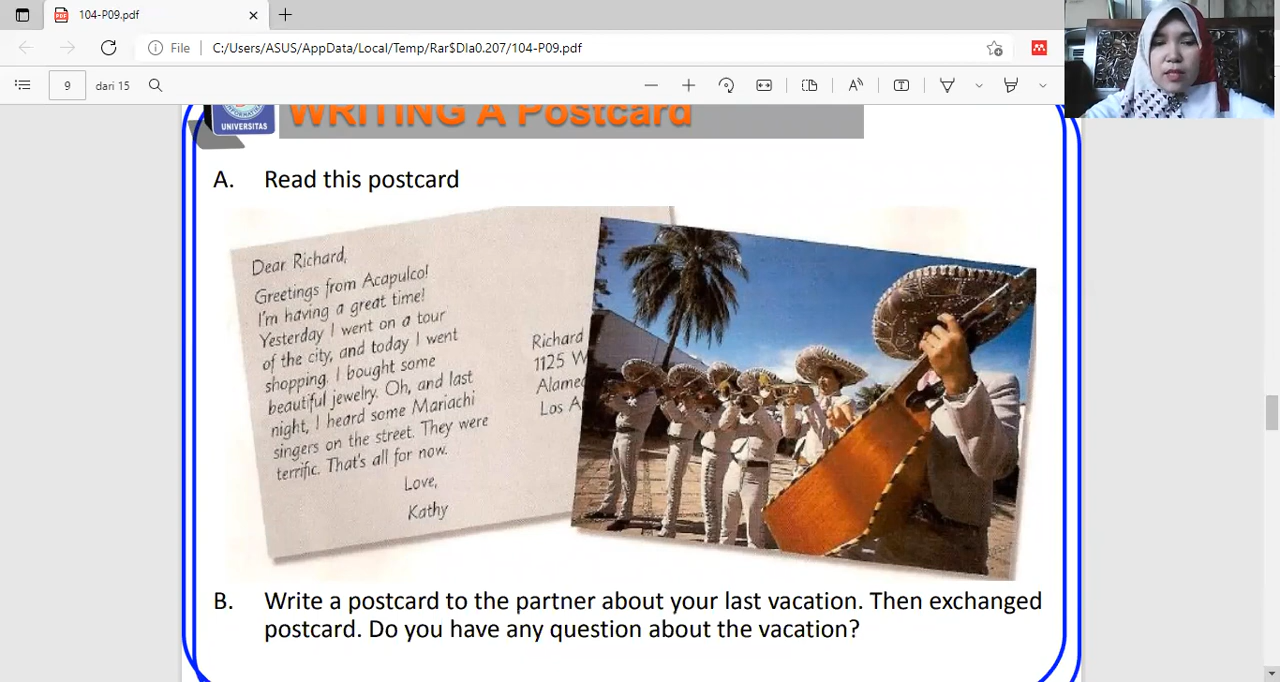 104-P09.pdf
File
C:/Users/ASUS/AppData/Local/Temp/Rar$DIa0.207/104-P09.pdf
9
dari 15
UNIVERSITAS
WRITING A Postcard
A. Read this postcard
Dear Richard,
Greetings from Acapulco!
I'm having a great time!
Yesterday I went on a tour
of the city, and today I went
shopping. I bought some
beautiful jewelry. Oh, and last
night, I heard some Mariachi
singers on the street. They were
terrific. That's all for now.
Love,
Kathy
Richard
1125 W
Alamed
Los A
B. Write a postcard to the partner about your last vacation. Then exchanged
postcard. Do you have any question about the vacation?